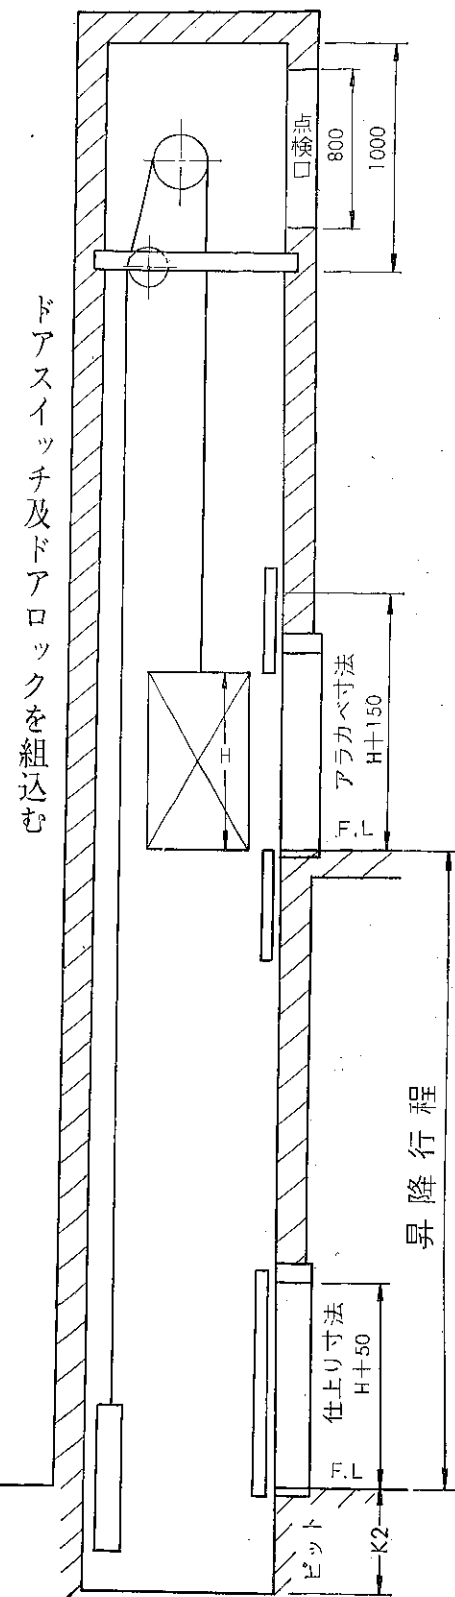 点検口
800
1000
ドアスイッチ及ドアロックを組込む
H
アラカベ寸法
H+150
F.L
昇降行程
仕上り寸法
H+50
F.L
ピット
K2